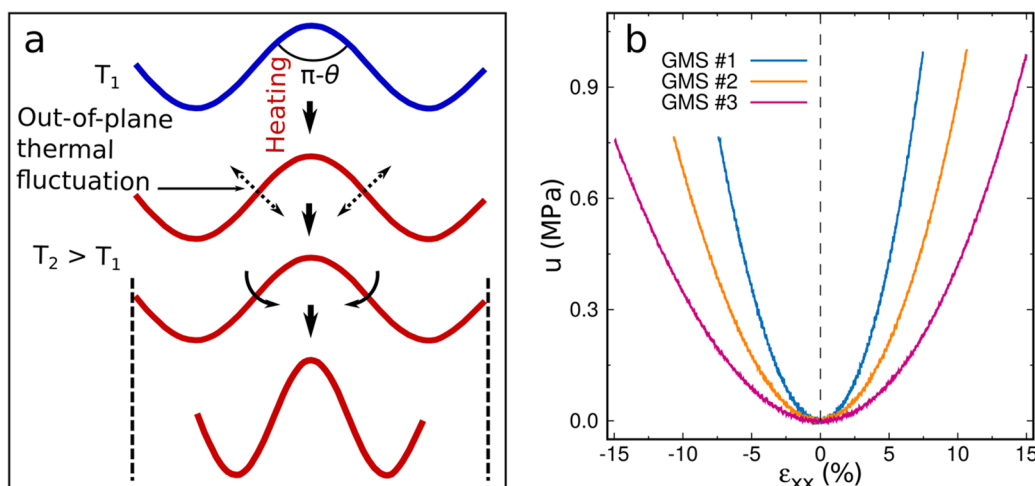 a
T1
π-θ
Heating
Out-of-plane
thermal
fluctuation
T2 > T1
b
GMS #1
GMS #2
GMS #3
0.9
0.6
0.3
0.0
u (MPa)
-15 -10 -5 0 5 10 15
εxx (%)